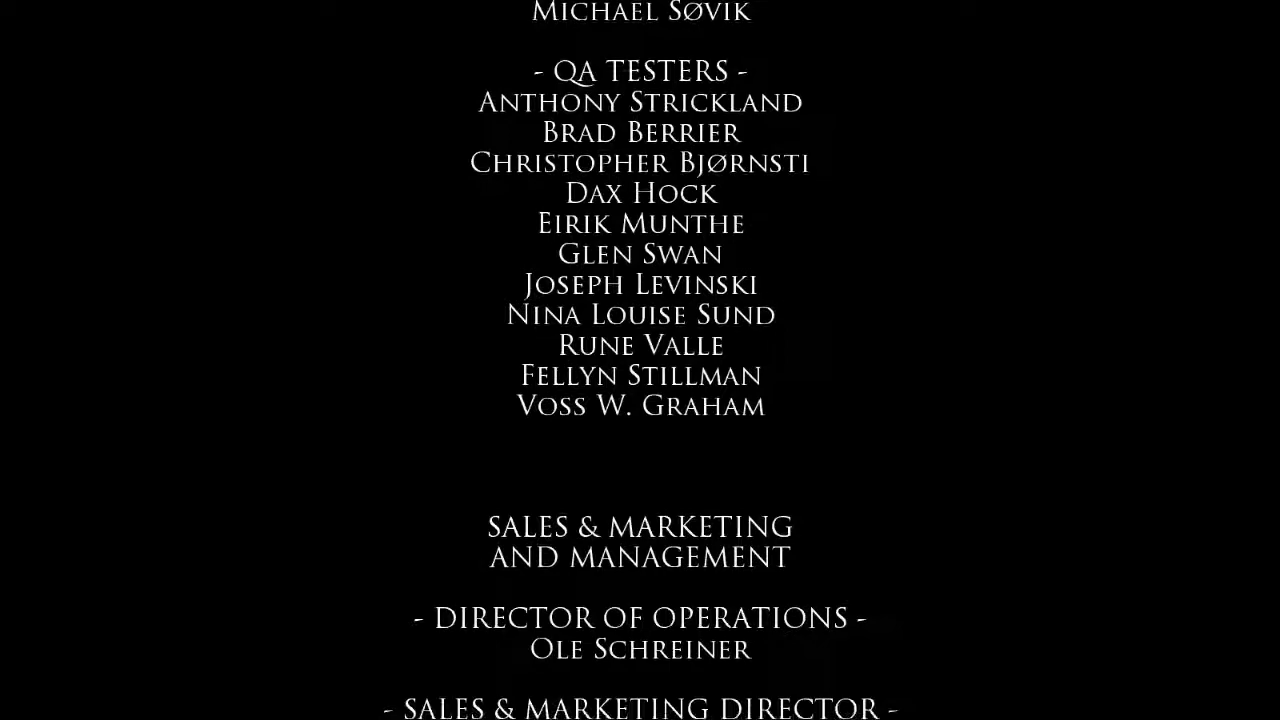 Michael Søvik
- QA TESTERS -
Anthony Strickland
Brad Berrier
Christopher Bjørnsti
Dax Hock
Eirik Munthe
Glen Swan
Joseph Levinski
Nina Louise Sund
Rune Valle
Fellyn Stillman
Voss W. Graham
SALES & MARKETING
AND MANAGEMENT
- DIRECTOR OF OPERATIONS -
Ole Schreiner
- SALES & MARKETING DIRECTOR -